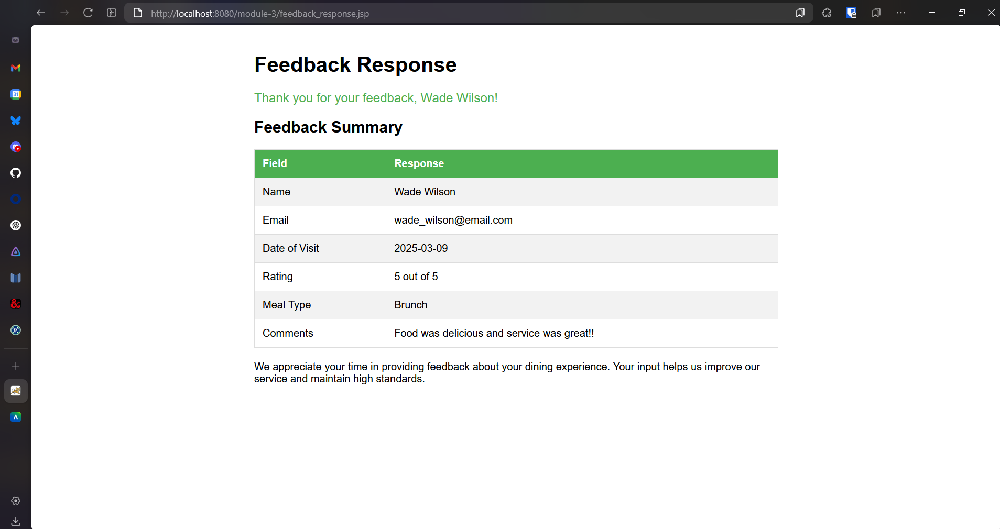 http://localhost:8080/module-3/feedback_response.jsp
31
Feedback Response
Thank you for your feedback, Wade Wilson!
Feedback Summary
Field Response
Name Wade Wilson
Email wade_wilson@email.com
Date of Visit 2025-03-09
Rating 5 out of 5
Meal Type Brunch
Comments Food was delicious and service was great!!
We appreciate your time in providing feedback about your dining experience. Your input helps us improve our
service and maintain high standards.